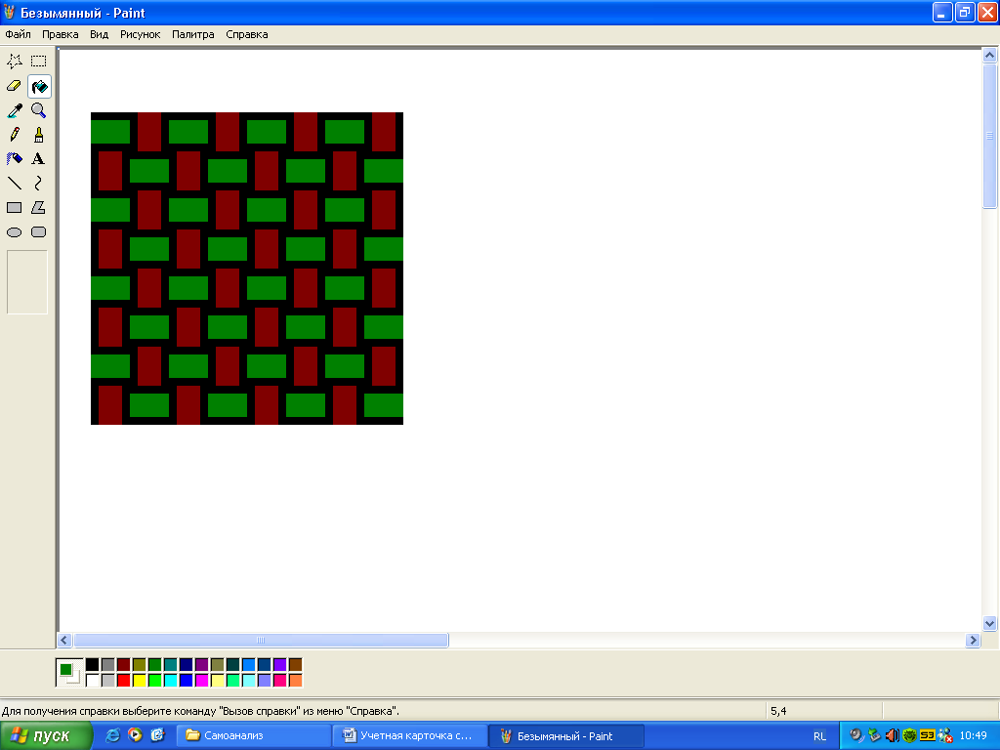 Безымянный - Paint
Файл Правка Вид Рисунок Палитра Справка
A
Для получения справки выберите команду "Вызов справки" из меню "Справка".
5,4
пуск
Самоанализ
Учетная карточка с...
Безымянный - Paint
RL
53
10:49